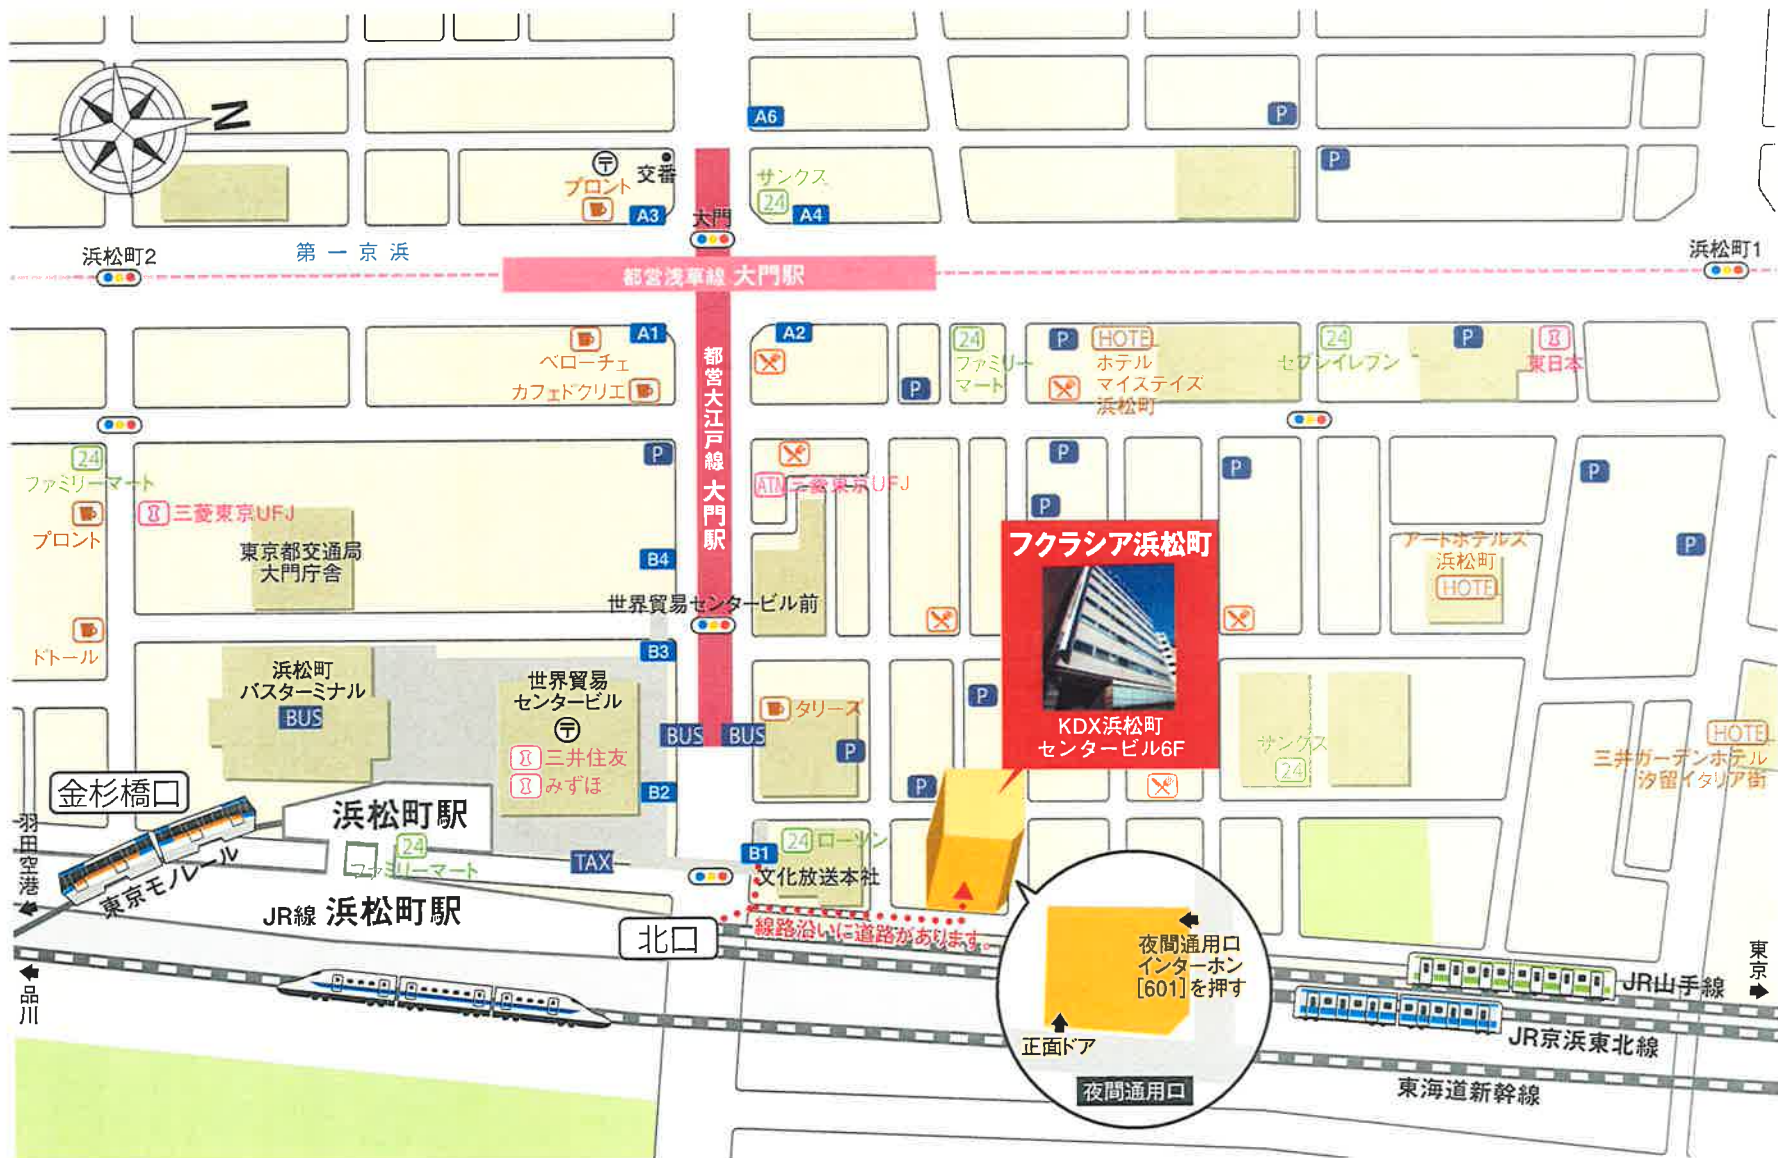 N
A6
P
P
〒
交番
プロント
A3
サンクス
24
A4
大門
浜松町2
第一京浜
都営浅草線 大門駅
浜松町1
A1
ベローチェ
カフェドクリエ
都営大江戸線 大門駅
A2
P
24
ファミリー
マート
P
HOTEL
ホテル
マイステイズ
浜松町
24
セブンイレブン
P
東日本
24
ファミリーマート
プロント
ドトール
三菱東京UFJ
東京都交通局
大門庁舎
P
B4
ATM三菱東京UFJ
P
P
P
P
P
フクラシア浜松町
KDX浜松町
センタービル6F
アートホテルズ
浜松町
HOTEL
世界貿易センタービル前
B3
浜松町
バスターミナル
BUS
世界貿易
センタービル
〒
三井住友
みずほ
BUS
BUS
B2
タリーズ
P
P
P
サンクス
24
HOTEL
三井ガーデンホテル
汐留イタリア街
金杉橋口
羽田空港
東京モノレール
浜松町駅
24
ファミリーマート
TAX
B1
24 ローソン
文化放送本社
JR線 浜松町駅
北口
線路沿いに道路があります。
品川
夜間通用口
インターホン
[601]を押す
正面ドア
夜間通用口
JR山手線
東京
JR京浜東北線
東海道新幹線